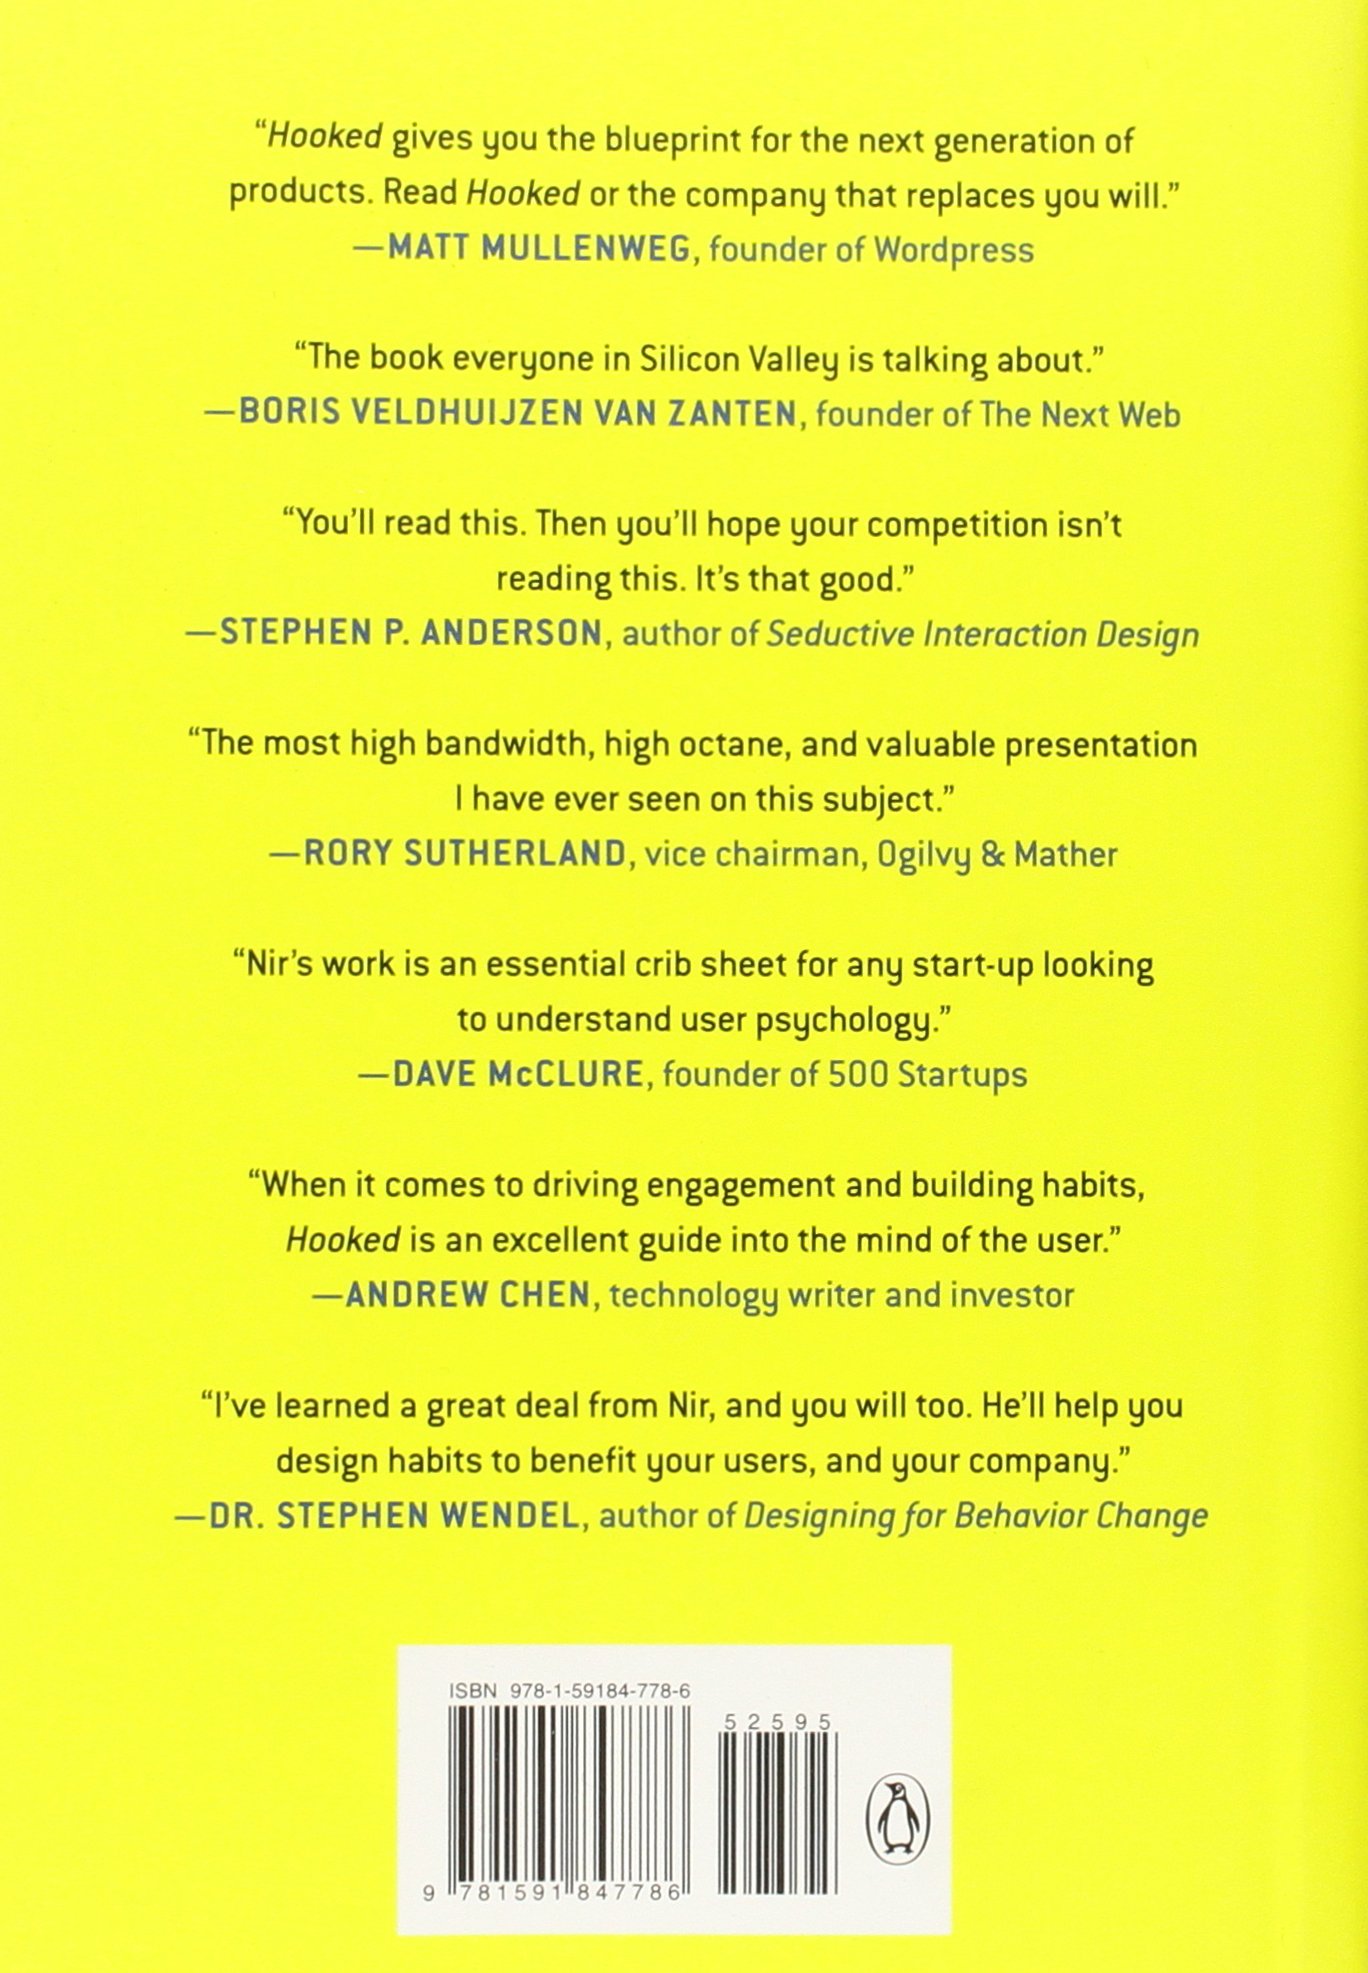 “Hooked gives you the blueprint for the next generation of
products. Read Hooked or the company that replaces you will.”
—MATT MULLENWEG, founder of Wordpress
“The book everyone in Silicon Valley is talking about.”
—BORIS VELDHUIJZEN VAN ZANTEN, founder of The Next Web
“You’ll read this. Then you’ll hope your competition isn’t
reading this. It’s that good.”
—STEPHEN P. ANDERSON, author of Seductive Interaction Design
“The most high bandwidth, high octane, and valuable presentation
I have ever seen on this subject.”
—RORY SUTHERLAND, vice chairman, Ogilvy & Mather
“Nir’s work is an essential crib sheet for any start-up looking
to understand user psychology.”
—DAVE McCLURE, founder of 500 Startups
“When it comes to driving engagement and building habits,
Hooked is an excellent guide into the mind of the user.”
—ANDREW CHEN, technology writer and investor
“I’ve learned a great deal from Nir, and you will too. He’ll help you
design habits to benefit your users, and your company.”
—DR. STEPHEN WENDEL, author of Designing for Behavior Change
ISBN 978-1-59184-778-6
52595
9 781591 847786